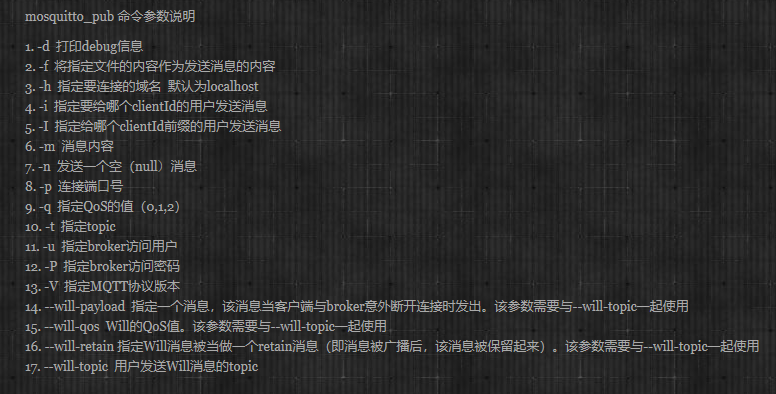 mosquitto_pub 命令参数说明
1. -d 打印debug信息
2. -f 将指定文件的内容作为发送消息的内容
3. -h 指定要连接的域名 默认为localhost
4. -i 指定要给哪个clientId的用户发送消息
5. -I 指定给哪个clientId前缀的用户发送消息
6. -m 消息内容
7. -n 发送一个空（null）消息
8. -p 连接端口号
9. -q 指定QoS的值（0,1,2）
10. -t 指定topic
11. -u 指定broker访问用户
12. -P 指定broker访问密码
13. -V 指定MQTT协议版本
14. --will-payload 指定一个消息，该消息当客户端与broker意外断开连接时发出。该参数需要与--will-topic一起使用
15. --will-qos Will的QoS值。该参数需要与--will-topic一起使用
16. --will-retain 指定Will消息被当做一个retain消息（即消息被广播后，该消息被保留起来）。该参数需要与--will-topic一起使用
17. --will-topic 用户发送Will消息的topic